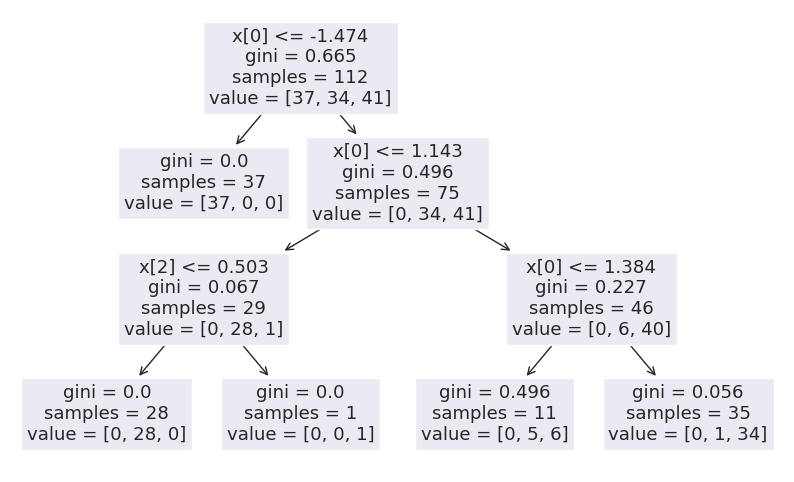 x[0] <= -1.474
gini = 0.665
samples = 112
value = [37, 34, 41]
gini = 0.0
samples = 37
value = [37, 0, 0]
x[0] <= 1.143
gini = 0.496
samples = 75
value = [0, 34, 41]
x[2] <= 0.503
gini = 0.067
samples = 29
value = [0, 28, 1]
x[0] <= 1.384
gini = 0.227
samples = 46
value = [0, 6, 40]
gini = 0.0
samples = 28
value = [0, 28, 0]
gini = 0.0
samples = 1
value = [0, 0, 1]
gini = 0.496
samples = 11
value = [0, 5, 6]
gini = 0.056
samples = 35
value = [0, 1, 34]